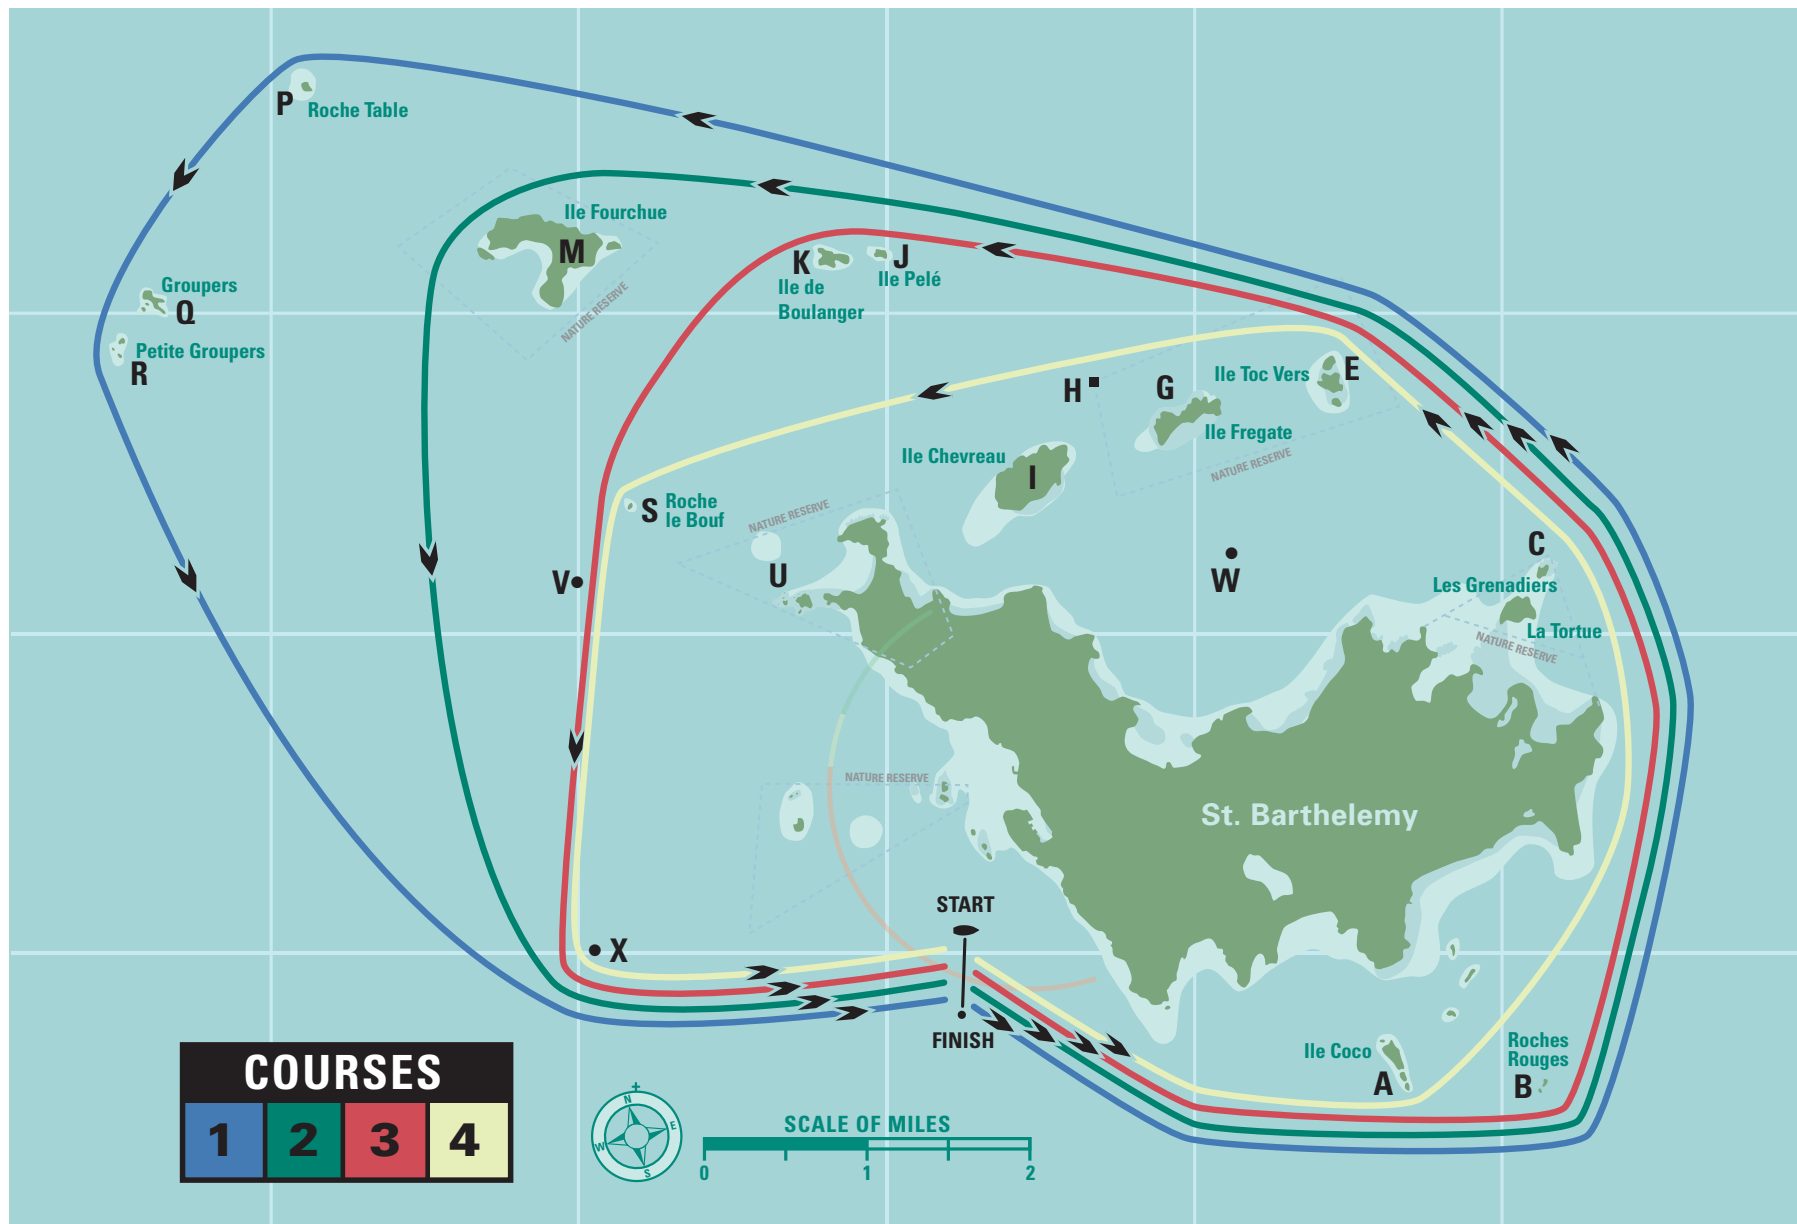 P
Roche Table
Ile Fourchue
M
NATURE RESERVE
K
J
Ile Pelé
Ile de
Boulanger
Groupers
Q
Petite Groupers
R
H
G
Ile Toc Vers
E
Ile Fregate
NATURE RESERVE
Ile Chevreau
I
S
Roche
le Bouf
NATURE RESERVE
U
V
W
C
Les Grenadiers
La Tortue
NATURE RESERVE
NATURE RESERVE
St. Barthelemy
START
X
FINISH
Ile Coco
A
Roches
Rouges
B
COURSES
1 2 3 4
N
E
S
W
SCALE OF MILES
0 1 2